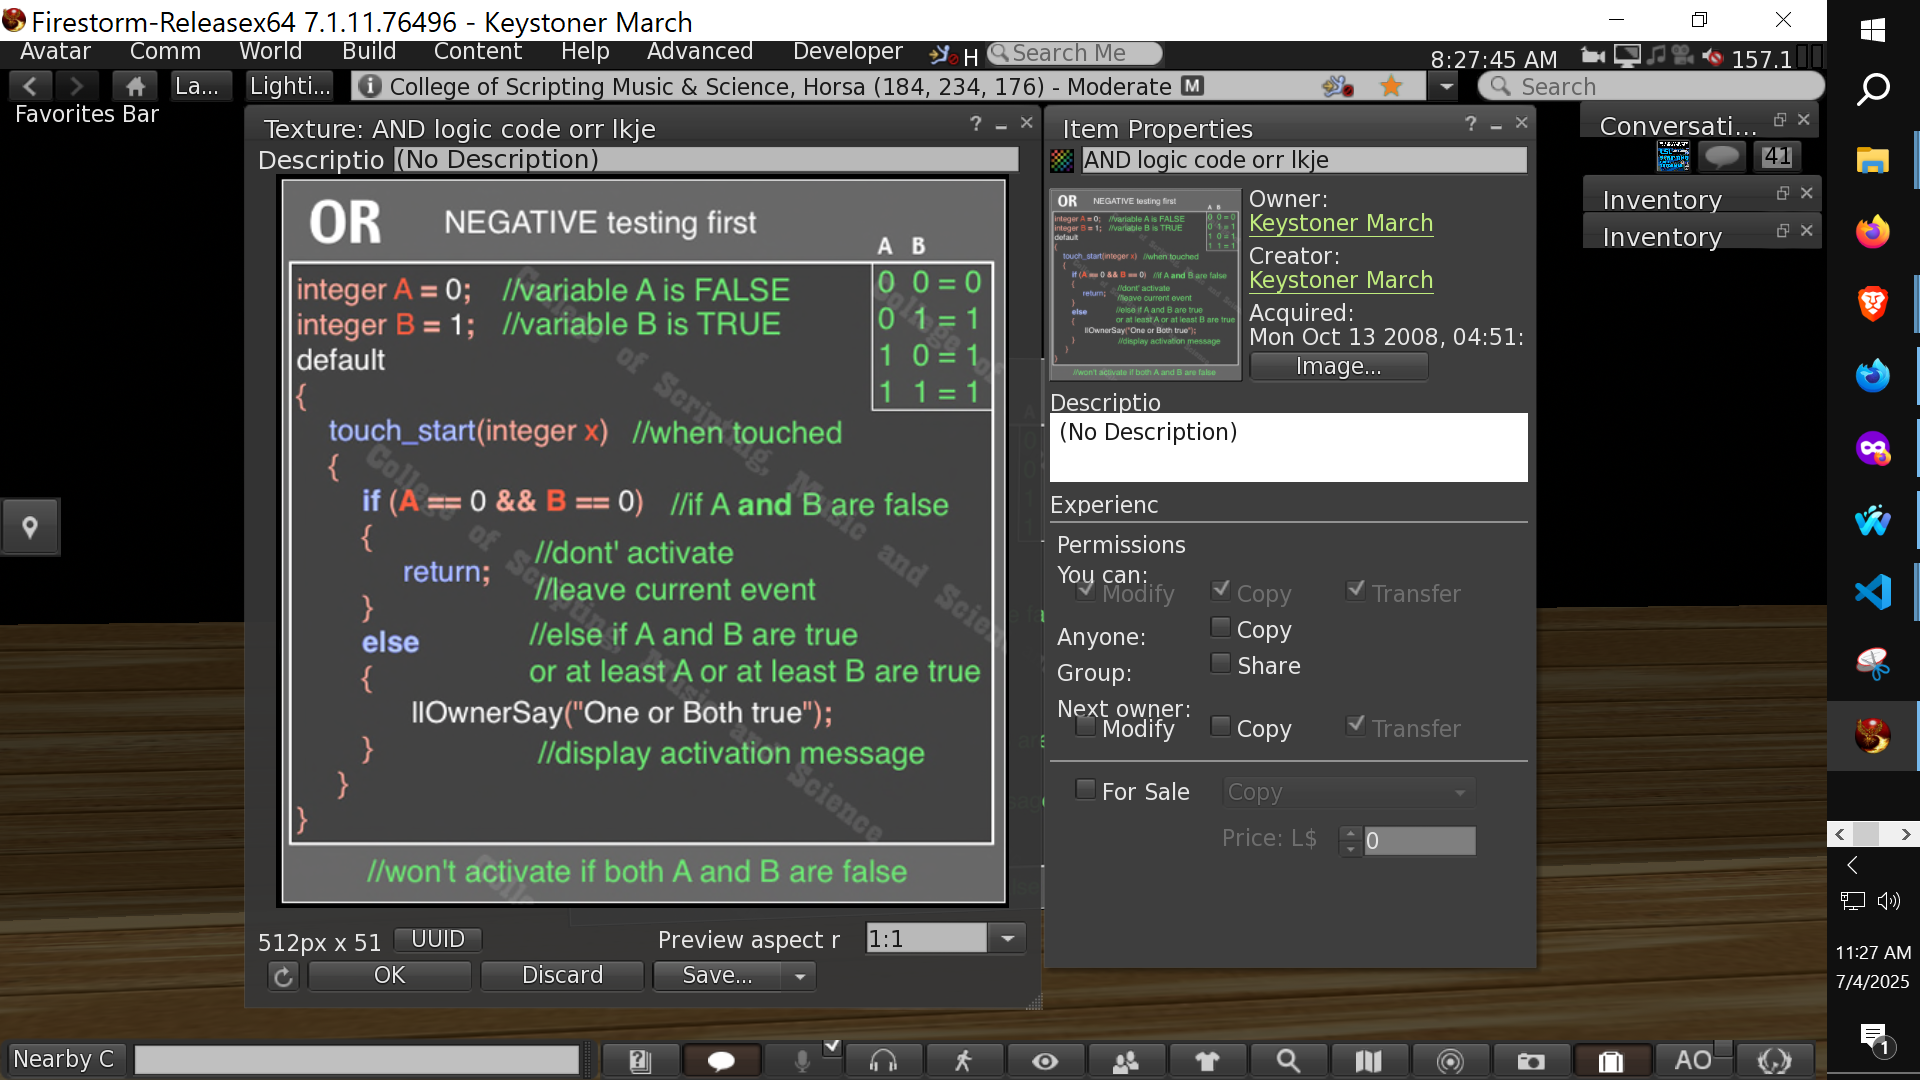 Firestorm-Releasex64 7.1.11.76496 - Keystoner March
Avatar Comm World Build Content Help Advanced Developer H Search Me 8:27:45 AM 157.1
La... Lighti... College of Scripting Music & Science, Horsa (184, 234, 176) - Moderate M Search
Favorites Bar
Texture: AND logic code orr lkje
Descriptio (No Description)
OR NEGATIVE testing first
A B
integer A = 0; //variable A is FALSE
integer B = 1; //variable B is TRUE
default
{
touch_start(integer x) //when touched
{
if (A == 0 && B == 0) //if A and B are false
{
//dont' activate
return;
//leave current event
}
else
//else if A and B are true
{
or at least A or at least B are true
llOwnerSay("One or Both true");
}
//display activation message
}
}
0 0 = 0
0 1 = 1
1 0 = 1
1 1 = 1
//won't activate if both A and B are false
College of Scripting, Music and Science
512px x 51 UUID Preview aspect r 1:1
OK Discard Save...
Item Properties
AND logic code orr lkje
Owner:
Keystoner March
Creator:
Keystoner March
Acquired:
Mon Oct 13 2008, 04:51:
Image...
Descriptio
(No Description)
Experienc
Permissions
You can:
Modify Copy Transfer
Anyone: Copy
Group: Share
Next owner:
Modify Copy Transfer
For Sale Copy
Price: L$ 0
Conversati...
41
Inventory
Inventory
Nearby C
AO
11:27 AM
7/4/2025
1